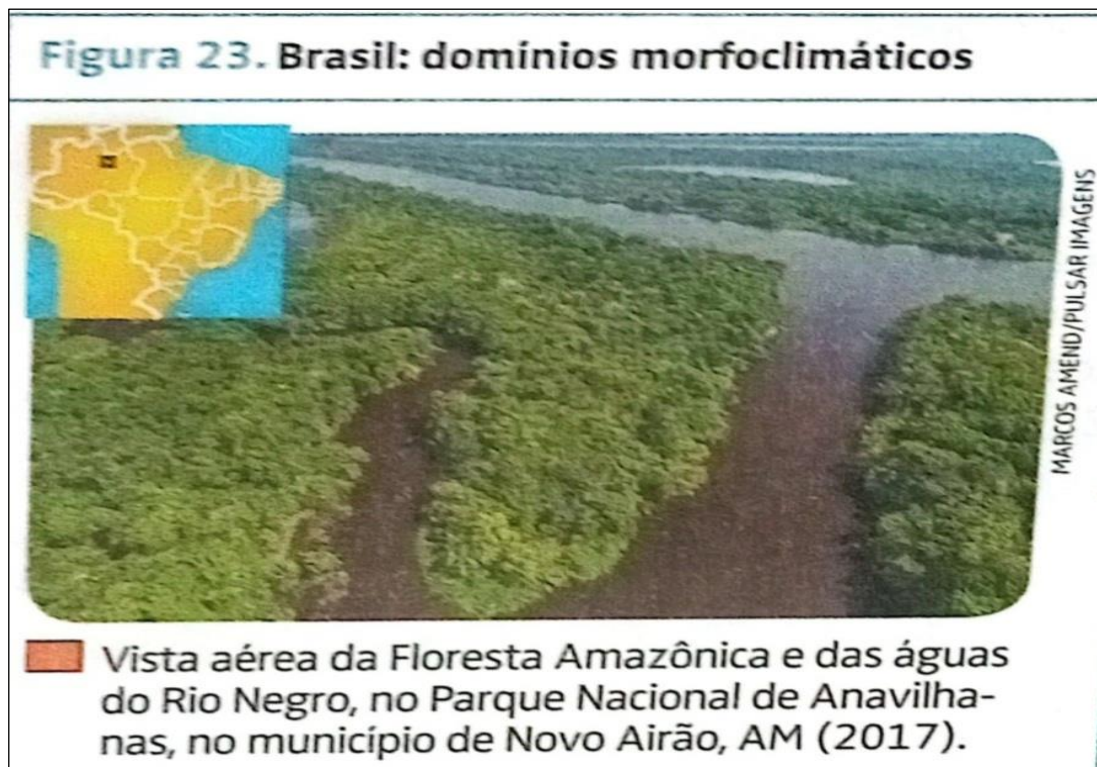 Figura 23. Brasil: domínios morfoclimáticos
MARCOS AMEND/PULSAR IMAGENS
Vista aérea da Floresta Amazônica e das águas
do Rio Negro, no Parque Nacional de Anavilha-
nas, no município de Novo Airão, AM (2017).